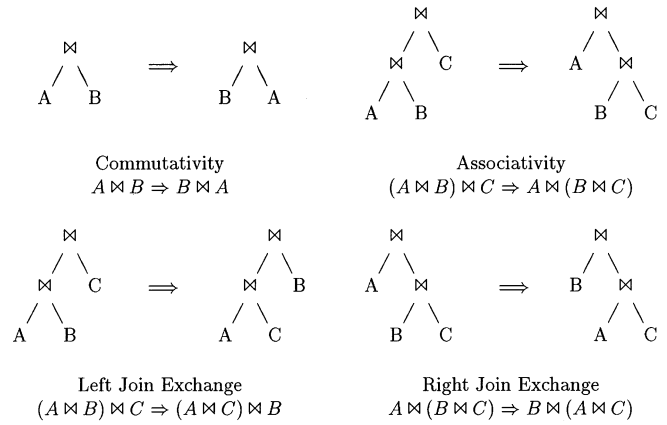 ⋈ ⟹ ⋈
A B B A
Commutativity
A ⋈ B ⇒ B ⋈ A
⋈ ⟹ ⋈
⋈ C A ⋈
A B B C
Associativity
(A ⋈ B) ⋈ C ⇒ A ⋈ (B ⋈ C)
⋈ ⟹ ⋈
⋈ C ⋈ B
A B A C
Left Join Exchange
(A ⋈ B) ⋈ C ⇒ (A ⋈ C) ⋈ B
⋈ ⟹ ⋈
A ⋈ B ⋈
B C A C
Right Join Exchange
A ⋈ (B ⋈ C) ⇒ B ⋈ (A ⋈ C)